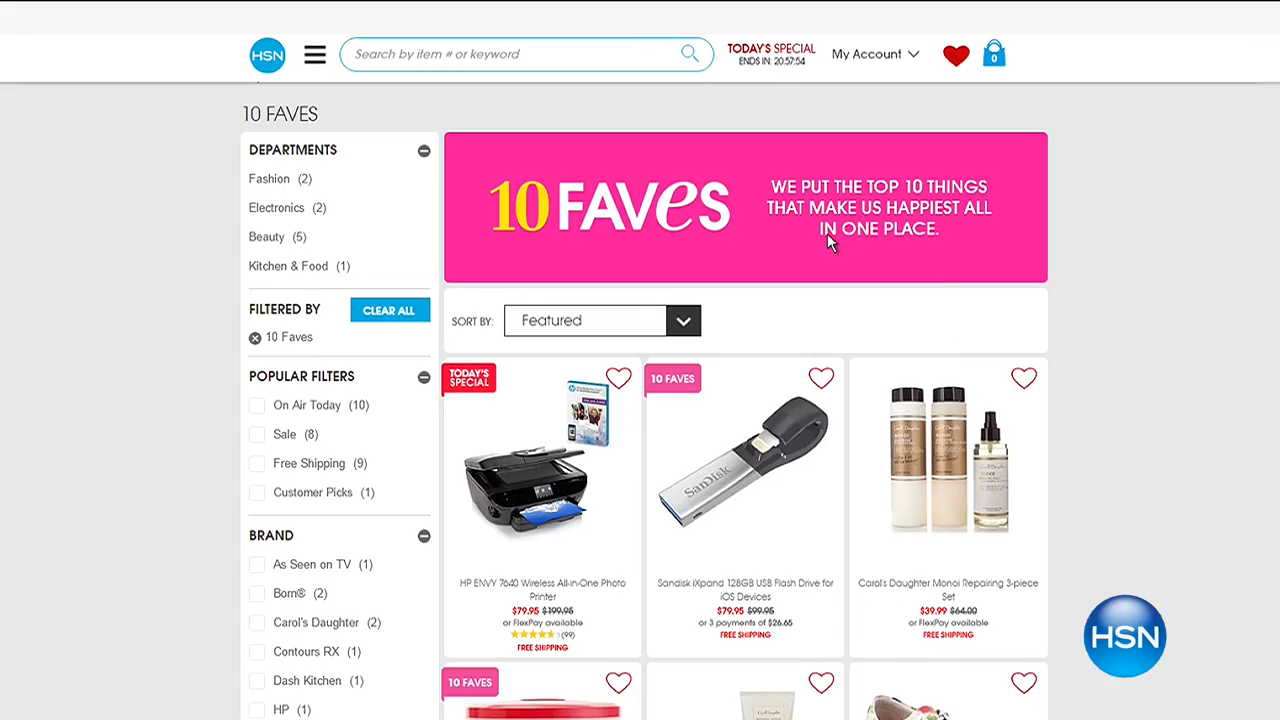 HSN
Search by item # or keyword
TODAY'S SPECIAL
ENDS IN: 20:57:54
My Account
0
10 FAVES
DEPARTMENTS
Fashion (2)
Electronics (2)
Beauty (5)
Kitchen & Food (1)
FILTERED BY
CLEAR ALL
10 Faves
POPULAR FILTERS
On Air Today (10)
Sale (8)
Free Shipping (9)
Customer Picks (1)
BRAND
As Seen on TV (1)
Born® (2)
Carol's Daughter (2)
Contours RX (1)
Dash Kitchen (1)
HP (1)
10 FAVeS
WE PUT THE TOP 10 THINGS
THAT MAKE US HAPPIEST ALL
IN ONE PLACE.
SORT BY:
Featured
TODAY'S
SPECIAL
HP ENVY 7640 Wireless All-in-One Photo
Printer
$79.95 $199.95
or FlexPay available
(99)
FREE SHIPPING
10 FAVES
SanDisk
Sandisk iXpand 128GB USB Flash Drive for
iOS Devices
$79.95 $99.95
or 3 payments of $26.65
FREE SHIPPING
Carol's Daughter Monoi Repairing 3-piece
Set
$39.99 $64.00
or FlexPay available
FREE SHIPPING
10 FAVES
HSN